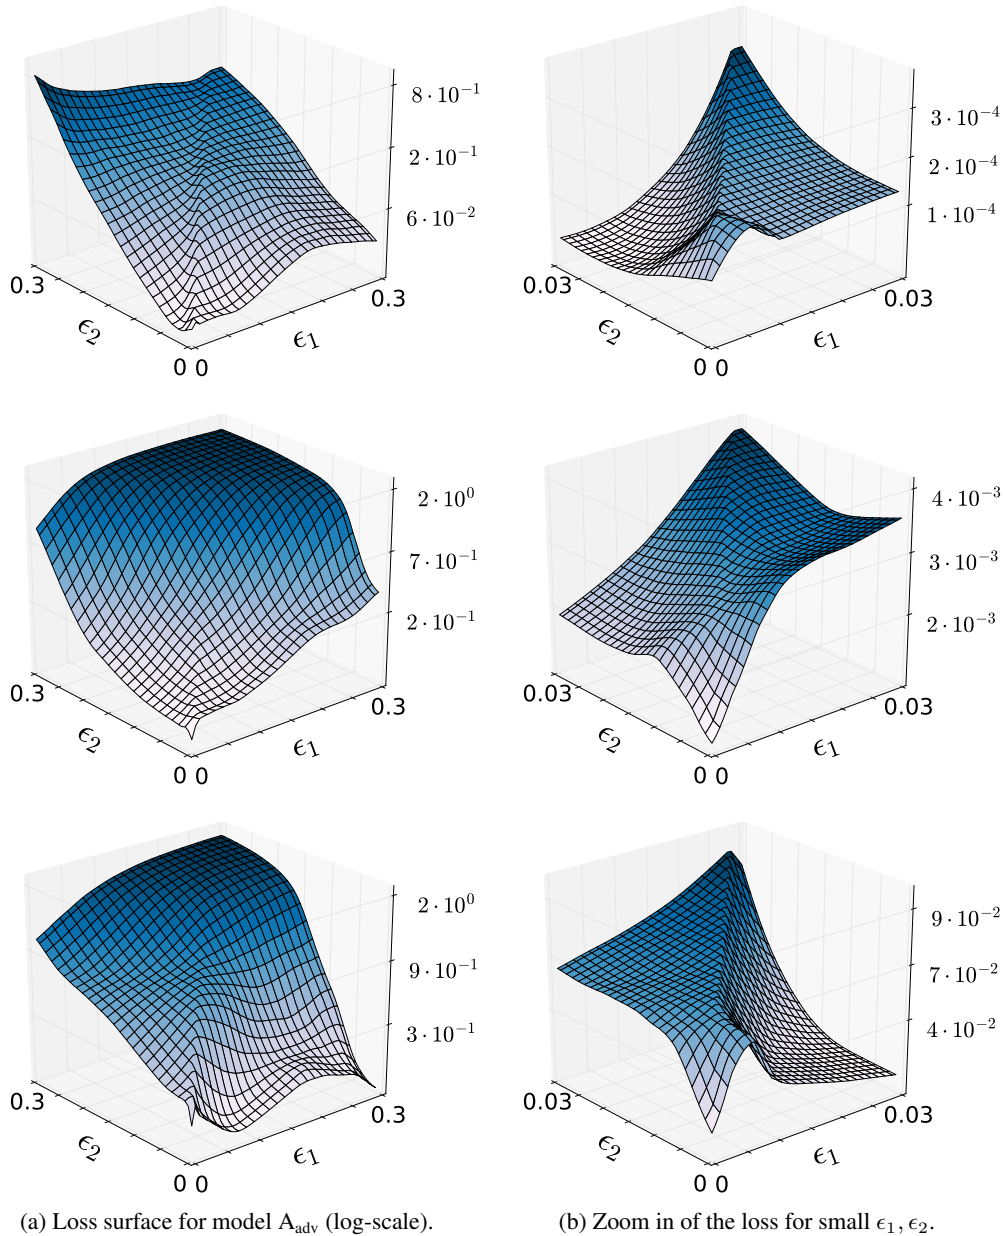 8 · 10⁻¹
2 · 10⁻¹
6 · 10⁻²
0.3
ϵ₂
0 0
ϵ₁
0.3
3 · 10⁻⁴
2 · 10⁻⁴
1 · 10⁻⁴
0.03
ϵ₂
0 0
ϵ₁
0.03
2 · 10⁰
7 · 10⁻¹
2 · 10⁻¹
0.3
ϵ₂
0 0
ϵ₁
0.3
4 · 10⁻³
3 · 10⁻³
2 · 10⁻³
0.03
ϵ₂
0 0
ϵ₁
0.03
2 · 10⁰
9 · 10⁻¹
3 · 10⁻¹
0.3
ϵ₂
0 0
ϵ₁
0.3
9 · 10⁻²
7 · 10⁻²
4 · 10⁻²
0.03
ϵ₂
0 0
ϵ₁
0.03
(a) Loss surface for model A_adv (log-scale).
(b) Zoom in of the loss for small ϵ₁, ϵ₂.